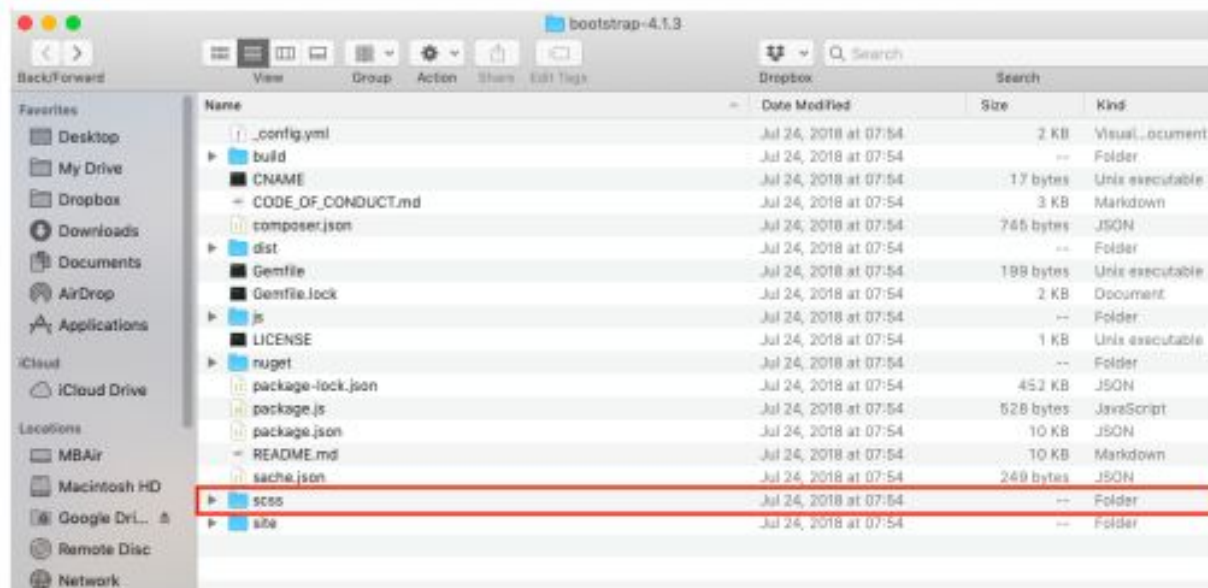 bootstrap-4.1.3
Search
Back/Forward View Group Action Share Edit Tags Dropbox Search
Favorites
Desktop
My Drive
Dropbox
Downloads
Documents
AirDrop
Applications
iCloud
iCloud Drive
Locations
MBAir
Macintosh HD
Google Dri...
Remote Disc
Network
Name Date Modified Size Kind
_config.yml Jul 24, 2018 at 07:54 2 KB Visual...ocument
build Jul 24, 2018 at 07:54 -- Folder
CNAME Jul 24, 2018 at 07:54 17 bytes Unix executable
CODE_OF_CONDUCT.md Jul 24, 2018 at 07:54 3 KB Markdown
composer.json Jul 24, 2018 at 07:54 745 bytes JSON
dist Jul 24, 2018 at 07:54 -- Folder
Gemfile Jul 24, 2018 at 07:54 199 bytes Unix executable
Gemfile.lock Jul 24, 2018 at 07:54 2 KB Document
js Jul 24, 2018 at 07:54 -- Folder
LICENSE Jul 24, 2018 at 07:54 1 KB Unix executable
nuget Jul 24, 2018 at 07:54 -- Folder
package-lock.json Jul 24, 2018 at 07:54 452 KB JSON
package.js Jul 24, 2018 at 07:54 528 bytes JavaScript
package.json Jul 24, 2018 at 07:54 10 KB JSON
README.md Jul 24, 2018 at 07:54 10 KB Markdown
sache.json Jul 24, 2018 at 07:54 249 bytes JSON
scss Jul 24, 2018 at 07:54 -- Folder
site Jul 24, 2018 at 07:54 -- Folder